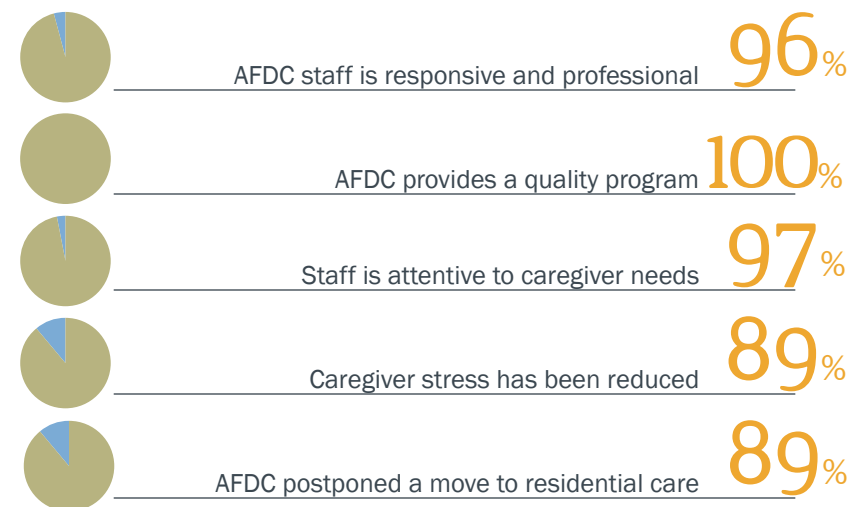 AFDC staff is responsive and professional 96%
AFDC provides a quality program 100%
Staff is attentive to caregiver needs 97%
Caregiver stress has been reduced 89%
AFDC postponed a move to residential care 89%